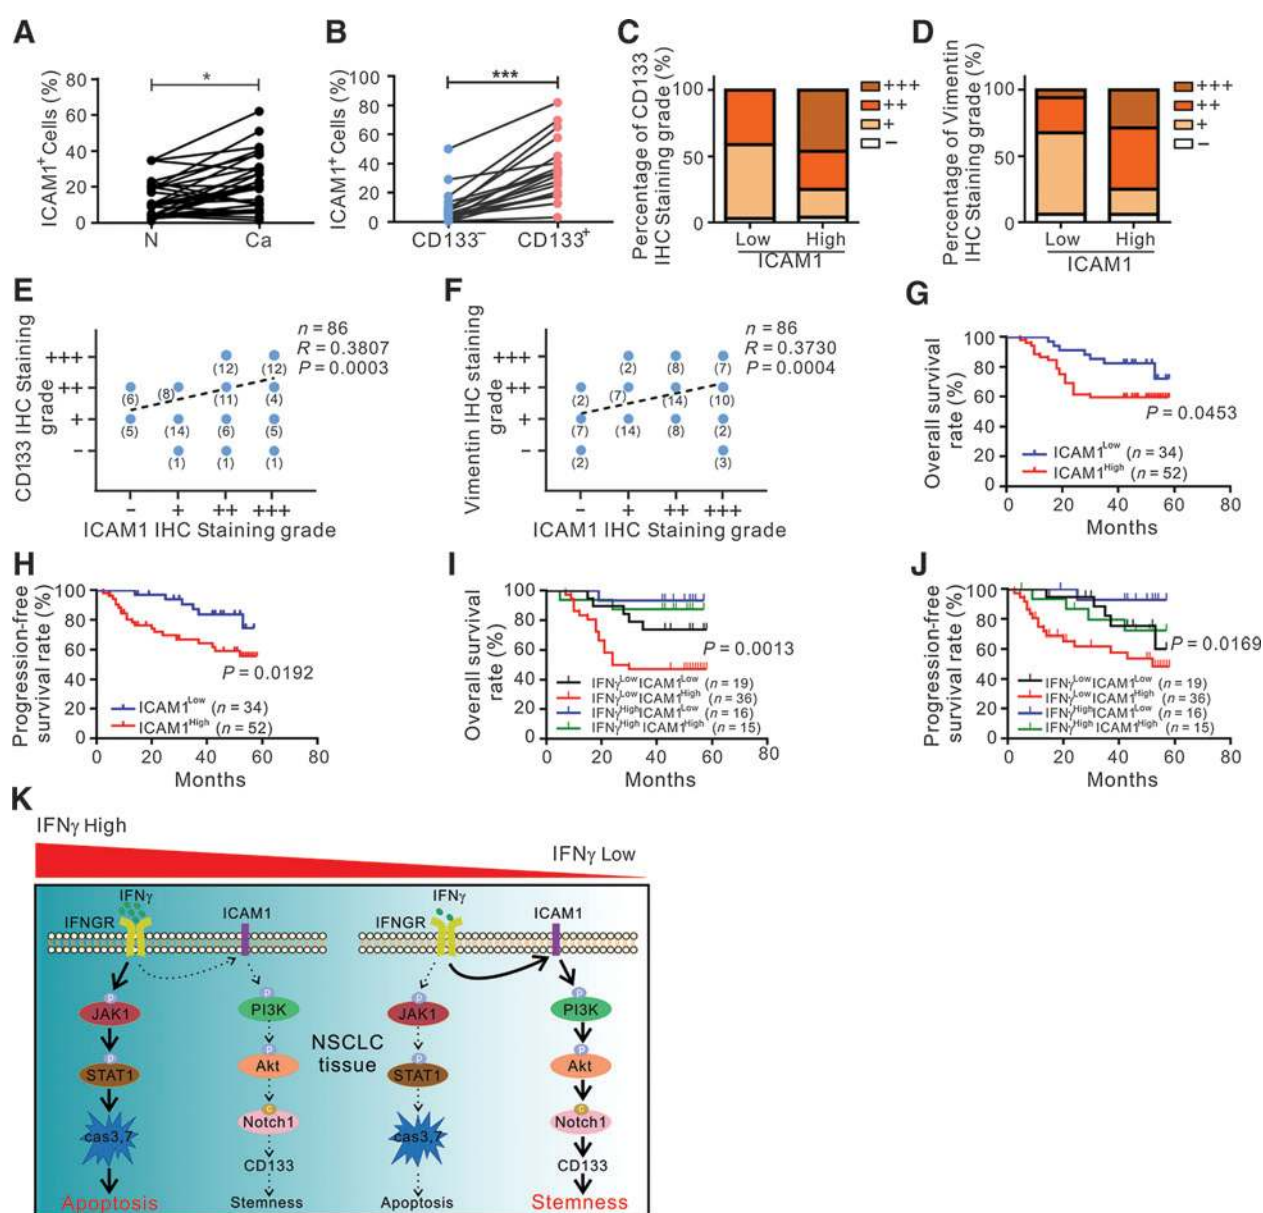 A
ICAM1+Cells (%)
80
60
40
20
0
*
N
Ca
B
ICAM1+Cells (%)
100
80
60
40
20
0
***
CD133−
CD133+
C
Percentage of CD133
IHC Staining grade (%)
100
50
0
Low
High
ICAM1
+++
++
+
−
D
Percentage of Vimentin
IHC Staining grade (%)
100
50
0
Low
High
ICAM1
+++
++
+
−
E
CD133 IHC Staining
grade
+++
++
+
−
n = 86
R = 0.3807
P = 0.0003
(12) (12)
(6) (8) (11) (4)
(5) (14) (6) (5)
(1) (1) (1)
− + ++ +++
ICAM1 IHC Staining grade
F
Vimentin IHC Staining
grade
+++
++
+
−
n = 86
R = 0.3730
P = 0.0004
(2) (8) (7)
(2) (7) (14) (10)
(7) (14) (8) (2)
(2) (3)
− + ++ +++
ICAM1 IHC Staining grade
G
Overall survival
rate (%)
100
80
60
40
20
0
P = 0.0453
ICAM1Low (n = 34)
ICAM1High (n = 52)
0 20 40 60 80
Months
H
Progression-free
survival rate (%)
100
80
60
40
20
0
P = 0.0192
ICAM1Low (n = 34)
ICAM1High (n = 52)
0 20 40 60 80
Months
I
Overall survival
rate (%)
100
80
60
40
20
0
P = 0.0013
IFNγLowICAM1Low (n = 19)
IFNγLowICAM1High (n = 36)
IFNγHighICAM1Low (n = 16)
IFNγHighICAM1High (n = 15)
0 20 40 60 80
Months
J
Progression-free
survival rate (%)
100
80
60
40
20
0
P = 0.0169
IFNγLowICAM1Low (n = 19)
IFNγLowICAM1High (n = 36)
IFNγHighICAM1Low (n = 16)
IFNγHighICAM1High (n = 15)
0 20 40 60 80
Months
K
IFNγ High
IFNγ Low
IFNγ
IFNGR
ICAM1
P
JAK1
P
STAT1
cas3,7
Apoptosis
P
PI3K
P
Akt
c
Notch1
CD133
Stemness
NSCLC
tissue
IFNγ
IFNGR
ICAM1
P
JAK1
P
STAT1
cas3,7
Apoptosis
P
PI3K
P
Akt
c
Notch1
CD133
Stemness